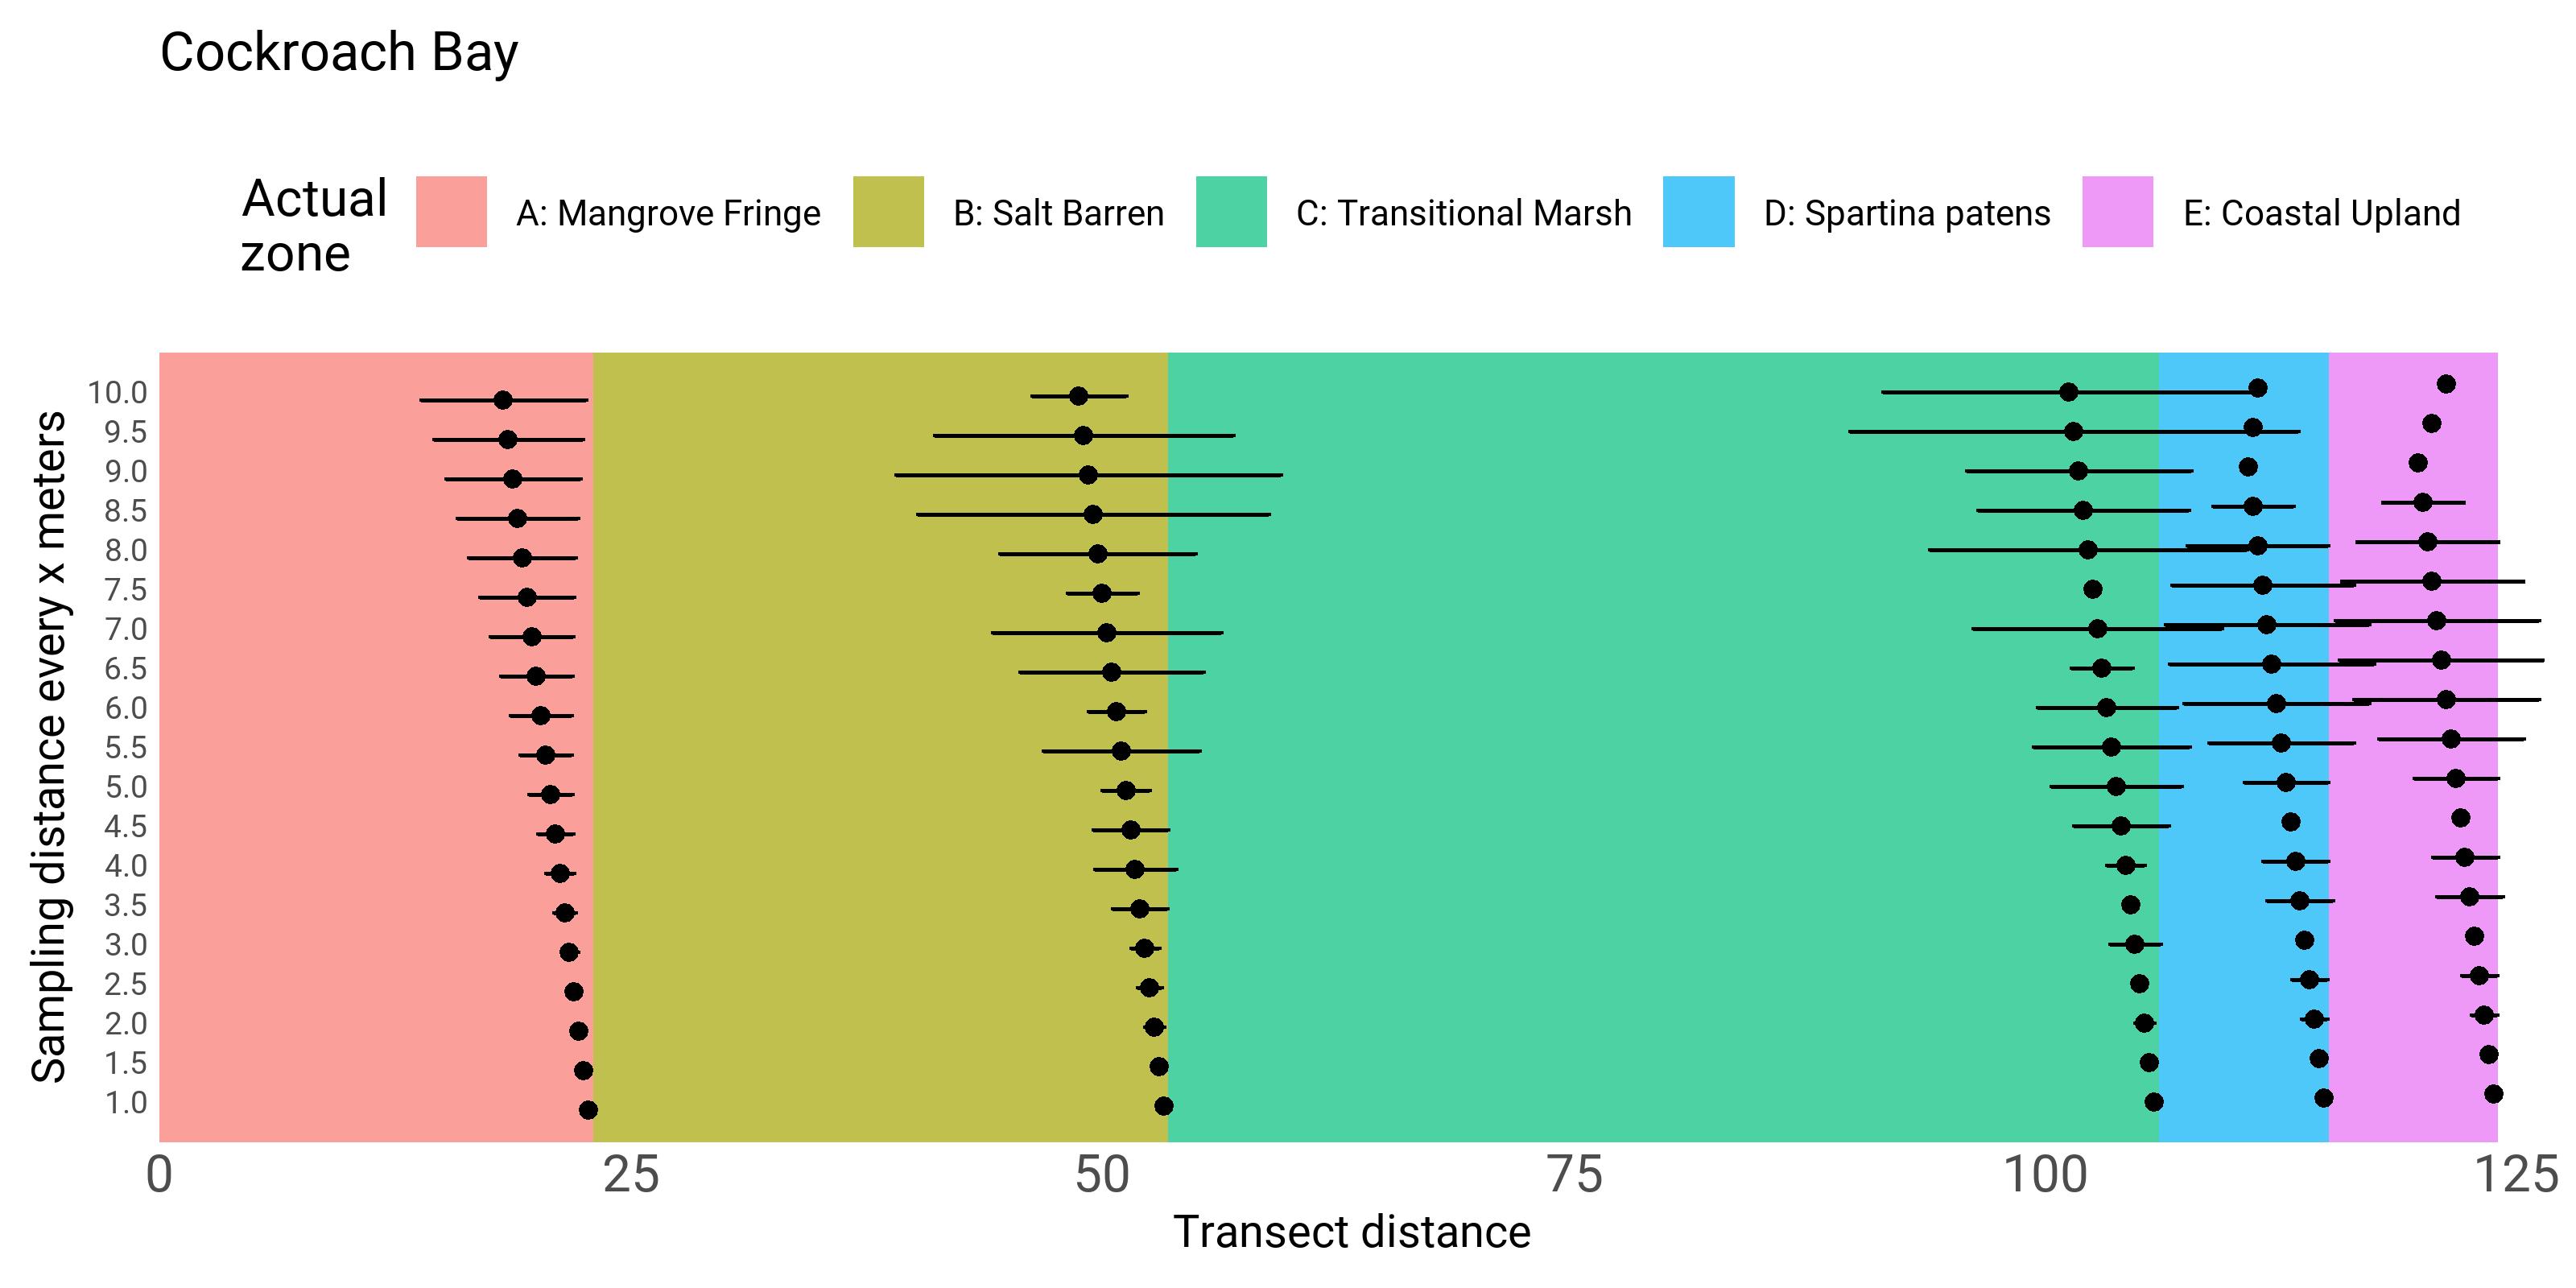 Cockroach Bay
Actual
zone
A: Mangrove Fringe
B: Salt Barren
C: Transitional Marsh
D: Spartina patens
E: Coastal Upland
Sampling distance every x meters
10.0
9.5
9.0
8.5
8.0
7.5
7.0
6.5
6.0
5.5
5.0
4.5
4.0
3.5
3.0
2.5
2.0
1.5
1.0
0 25 50 75 100 125
Transect distance